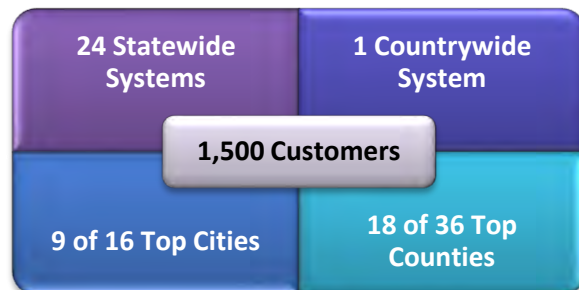 24 Statewide
Systems
1 Countrywide
System
1,500 Customers
9 of 16 Top Cities
18 of 36 Top
Counties